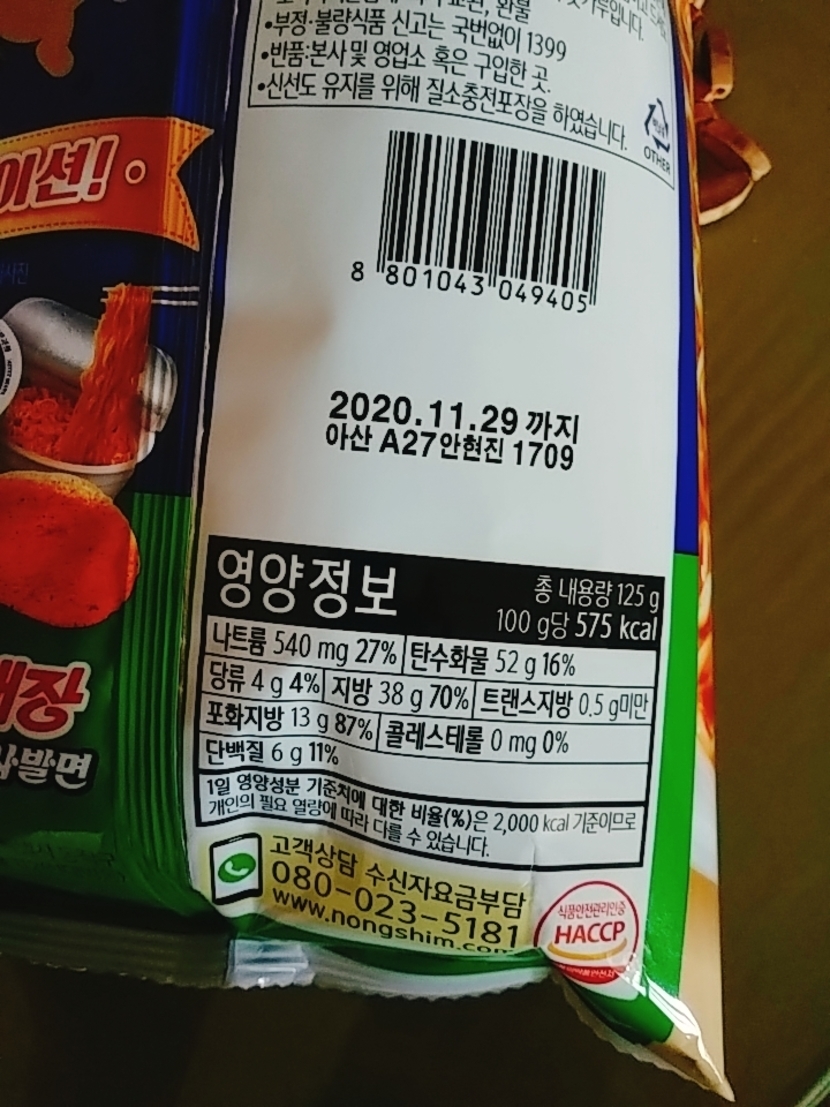 교환, 환불
•부정·불량식품 신고는 국번없이 1399
•반품:본사 및 영업소 혹은 구입한 곳.
•신선도 유지를 위해 질소충전포장을 하였습니다.
OTHER
이션!
8 801043 049405
2020.11.29 까지
아산 A27안현진 1709
영양정보
총 내용량 125 g
100 g당 575 kcal
나트륨 540 mg 27% 탄수화물 52 g 16%
당류 4 g 4% 지방 38 g 70% 트랜스지방 0.5 g미만
포화지방 13 g 87% 콜레스테롤 0 mg 0%
단백질 6 g 11%
1일 영양성분 기준치에 대한 비율(%)은 2,000 kcal 기준이므로
개인의 필요 열량에 따라 다를 수 있습니다.
사발면
고객상담 수신자요금부담
080-023-5181
www.nongshim.com
식품안전관리인증
HACCP